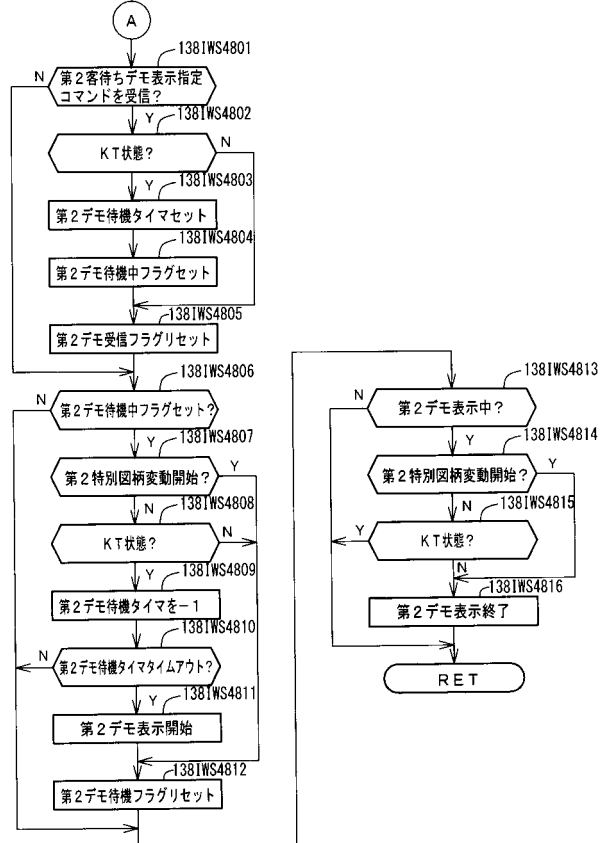 A
138IWS4801
N
第2客待ちデモ表示指定
コマンドを受信？
Y
138IWS4802
KT状態？
N
Y
138IWS4803
第2デモ待機タイマセット
138IWS4804
第2デモ待機中フラグセット
138IWS4805
第2デモ受信フラグリセット
138IWS4806
N
第2デモ待機中フラグセット？
Y
138IWS4807
第2特別図柄変動開始？
Y
N
138IWS4808
KT状態？
N
Y
138IWS4809
第2デモ待機タイマを－1
138IWS4810
N
第2デモ待機タイマタイムアウト？
Y
138IWS4811
第2デモ表示開始
138IWS4812
第2デモ待機フラグリセット
138IWS4813
N
第2デモ表示中？
Y
138IWS4814
第2特別図柄変動開始？
Y
N
138IWS4815
Y
KT状態？
N
138IWS4816
第2デモ表示終了
RET